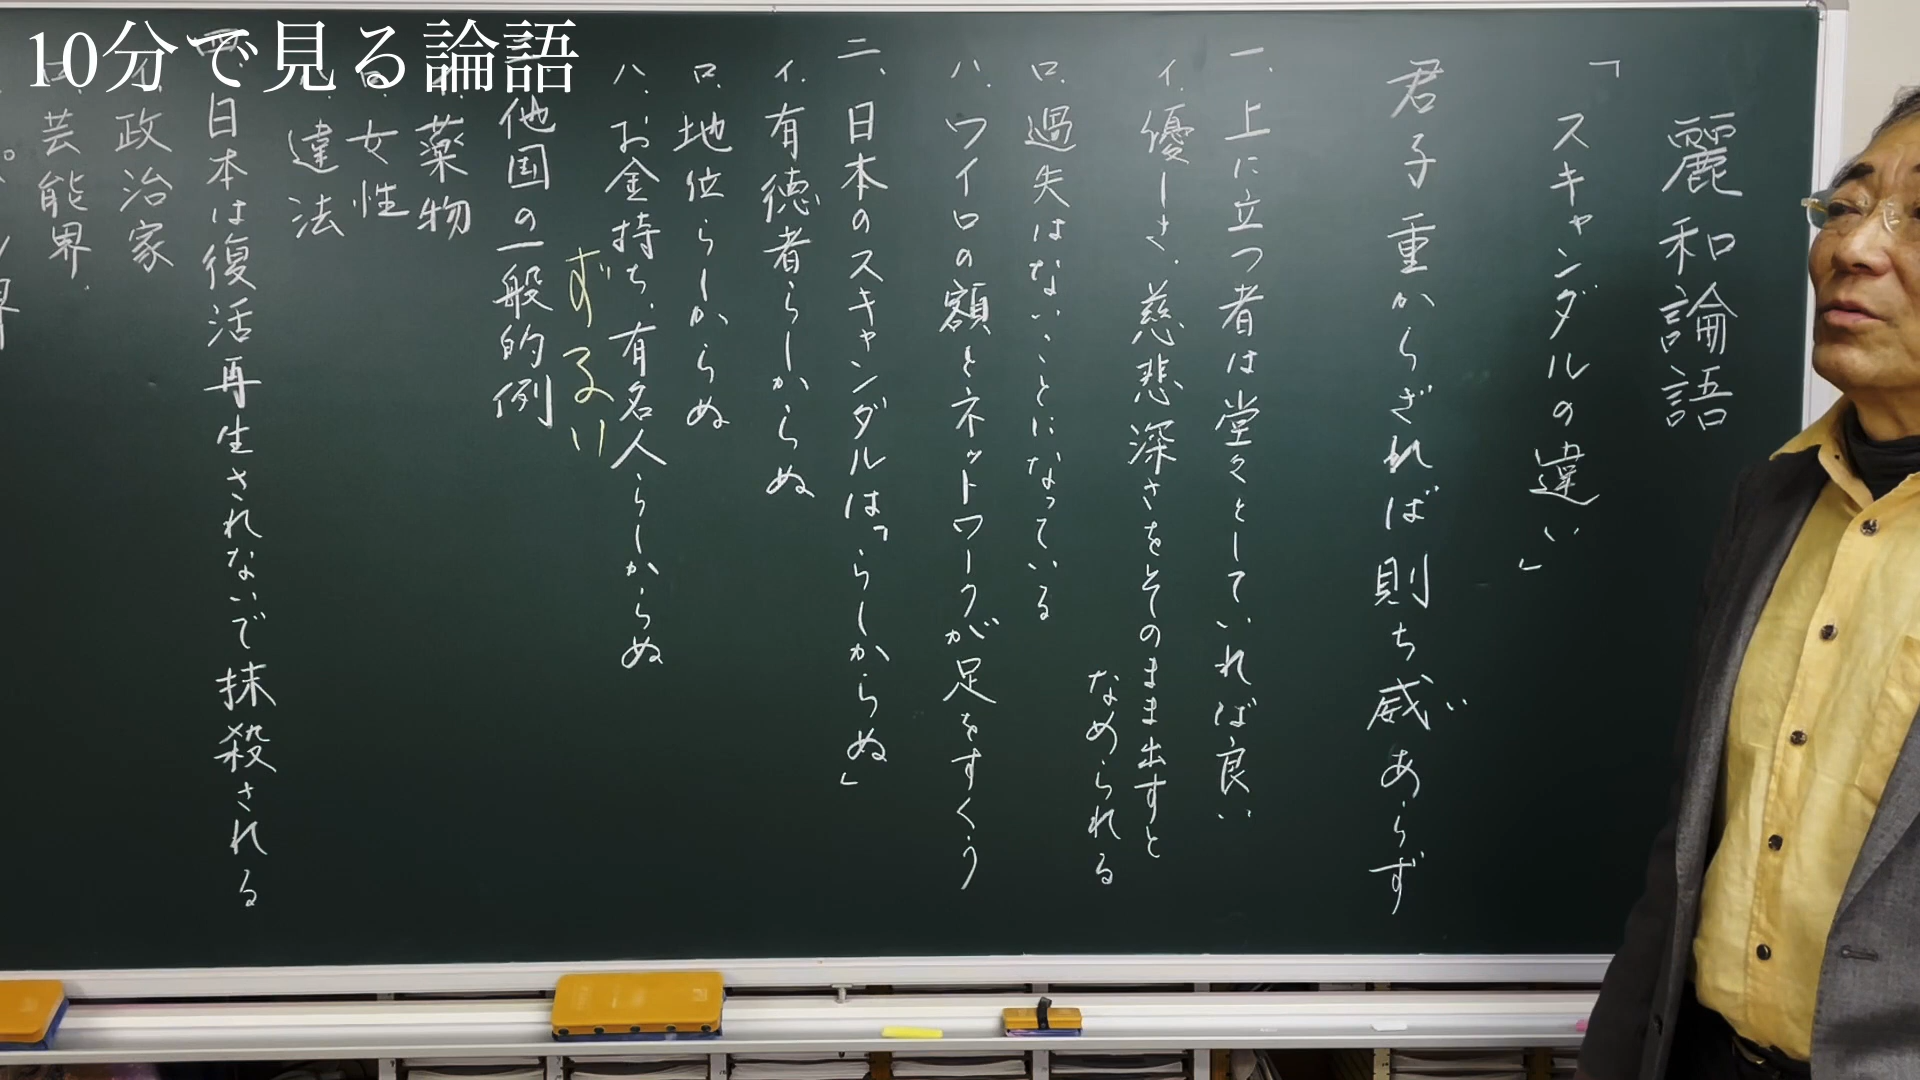 10分で見る論語
麗和論語
「スキャンダルの違い」
君子重からざれば則ち威あらず
い
一、上に立つ者は堂々としていれば良い
イ.優しさ、慈悲深さをそのまま出すと
なめられる
ロ.過失はないことになっている
ハ.ワイロの額とネットワークが足をすくう
二、日本のスキャンダルは「らしからぬ」
イ.有徳者らしからぬ
ロ.地位らしからぬ
ハ.お金持ち、有名人らしからぬ
ずるい
他国の一般的例
薬物
女性
違法
日本は復活再生されないで抹殺される
政治家
芸能界.
界